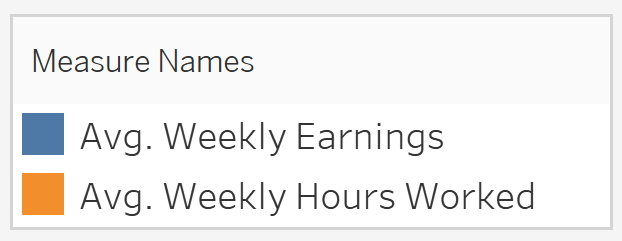 Measure Names
Avg. Weekly Earnings
Avg. Weekly Hours Worked